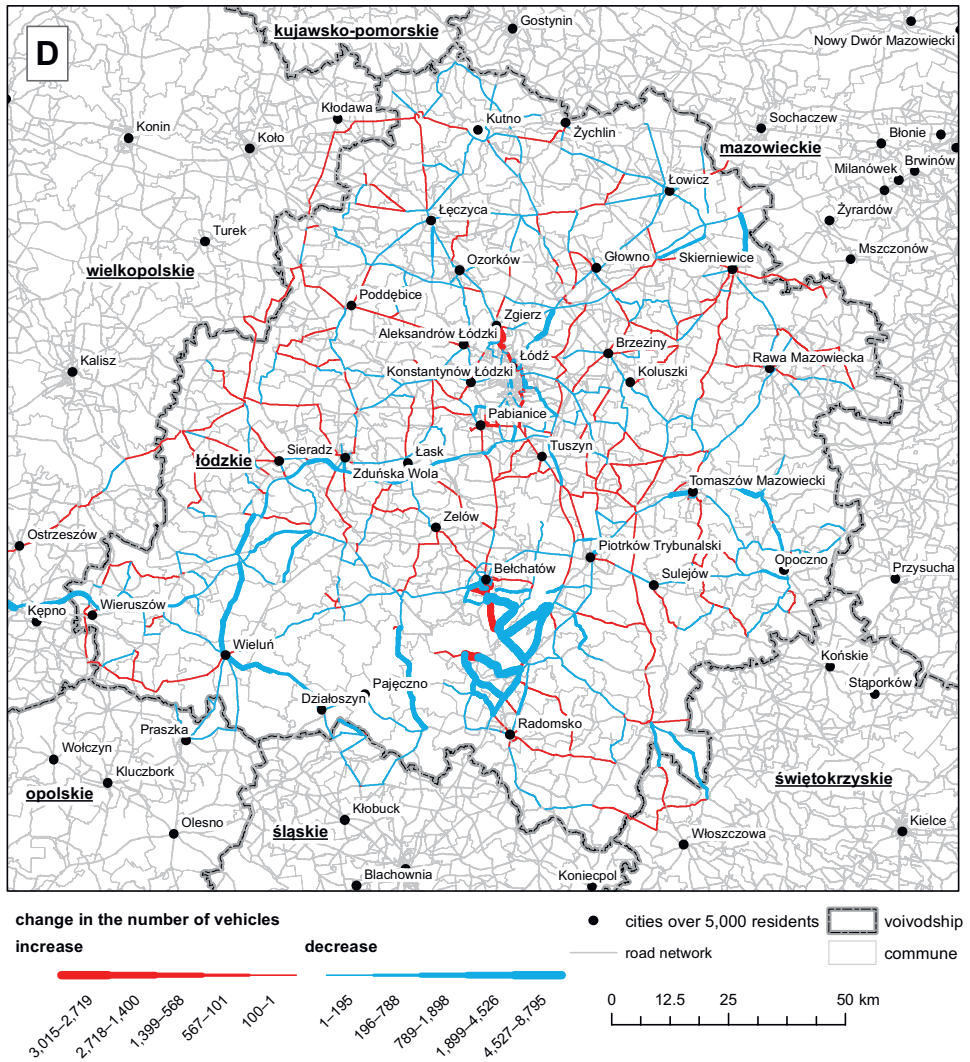 D
kujawsko-pomorskie
Gostynin
Nowy Dwór Mazowiecki
Kłodawa
Konin
Koło
Kutno
Żychlin
Sochaczew
Błonie
mazowieckie
Milanówek
Brwinów
Łowicz
Łęczyca
Żyrardów
Turek
Mszczonów
wielkopolskie
Ozorków
Głowno
Skierniewice
Poddębice
Zgierz
Aleksandrów Łódzki
Brzeziny
Łódź
Rawa Mazowiecka
Kalisz
Konstantynów Łódzki
Koluszki
Pabianice
łódzkie
Sieradz
Łask
Tuszyn
Zduńska Wola
Tomaszów Mazowiecki
Ostrzeszów
Zelów
Piotrków Trybunalski
Bełchatów
Sulejów
Opoczno
Przysucha
Kępno
Wieruszów
Wieluń
Końskie
Stąporków
Pajęczno
Działoszyn
Praszka
Radomsko
Wołczyn
Kluczbork
opolskie
świętokrzyskie
Olesno
śląskie
Kłobuck
Włoszczowa
Kielce
Blachownia
Koniecpol
change in the number of vehicles
increase
decrease
3,015–2,719
2,718–1,400
1,399–568
567–101
100–1
1–195
196–788
789–1,898
1,899–4,526
4,527–8,795
cities over 5,000 residents
road network
voivodship
commune
0 12.5 25 50 km